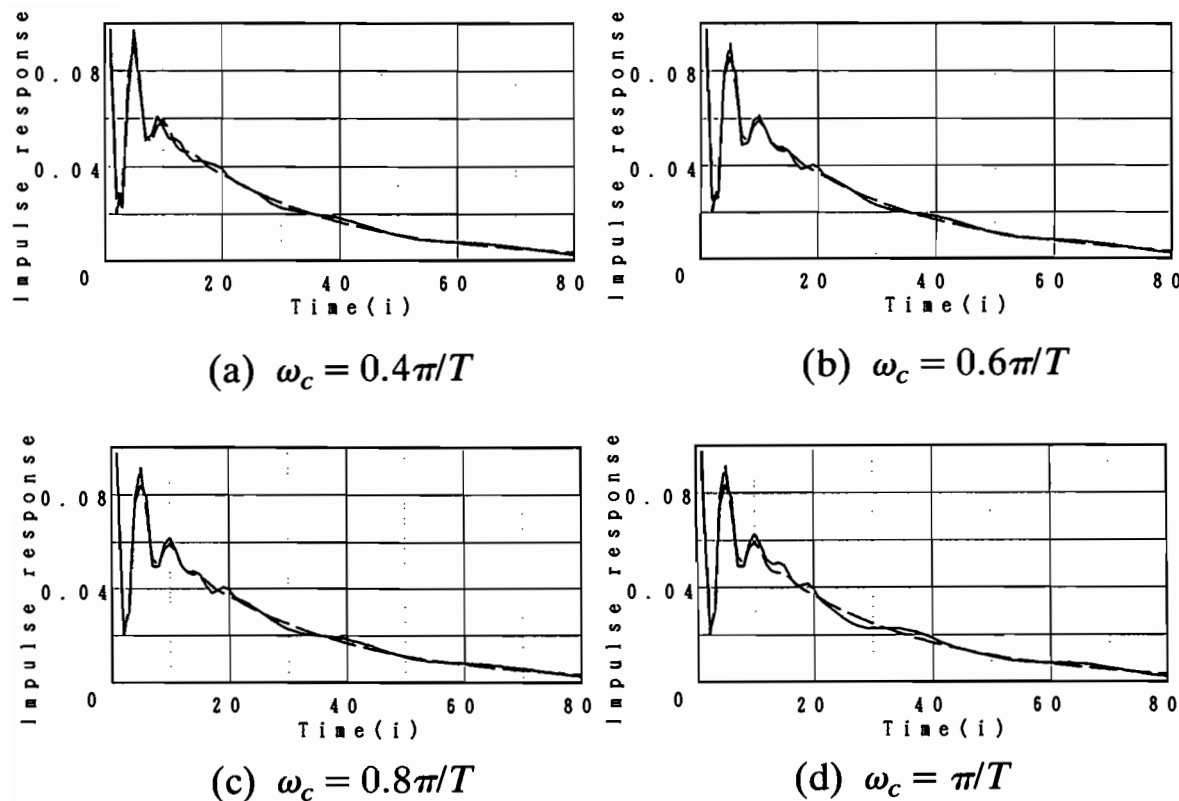 Impulse response
0.08
0.04
0
20
40
60
80
Time(i)
(a) ω_c = 0.4π/T
Impulse response
0.08
0.04
0
20
40
60
80
Time(i)
(b) ω_c = 0.6π/T
Impulse response
0.08
0.04
0
20
40
60
80
Time(i)
(c) ω_c = 0.8π/T
Impulse response
0.08
0.04
0
20
40
60
80
Time(i)
(d) ω_c = π/T